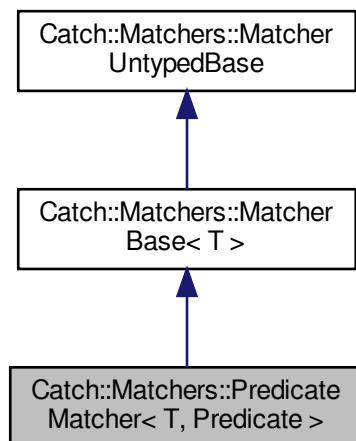 Catch::Matchers::Matcher
UntypedBase
Catch::Matchers::Matcher
Base< T >
Catch::Matchers::Predicate
Matcher< T, Predicate >